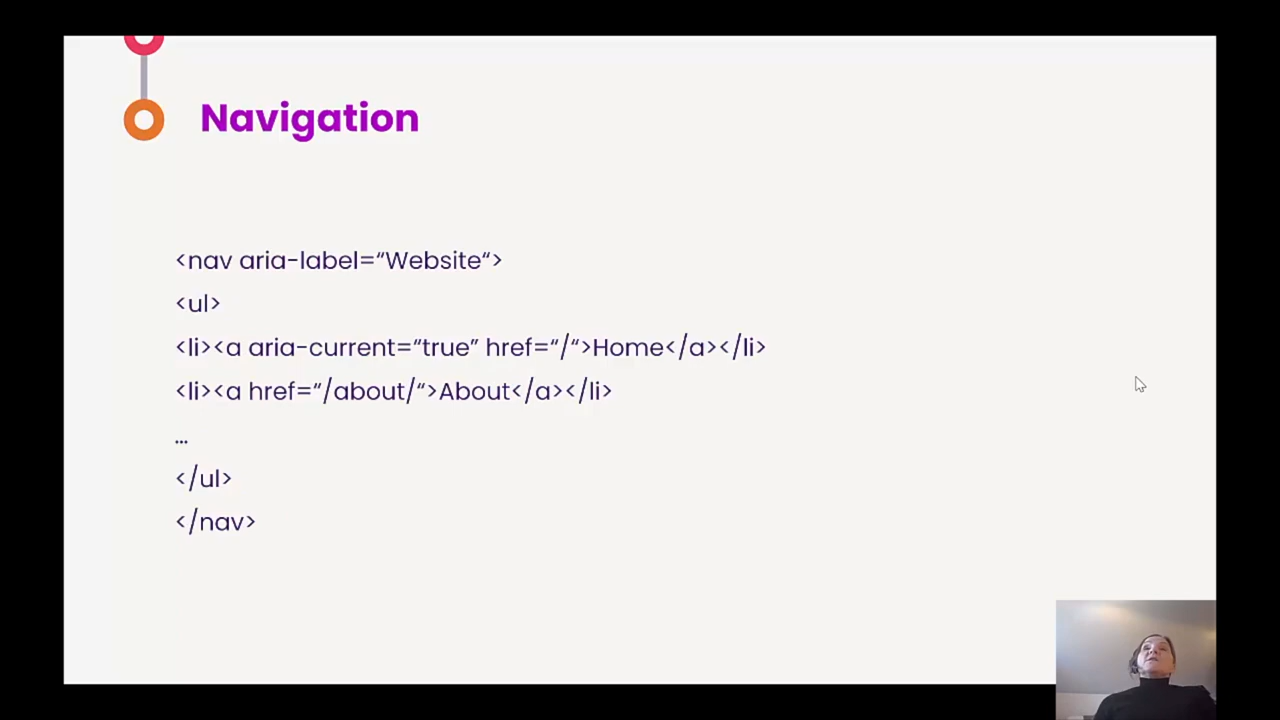 Navigation
<nav aria-label=“Website“>
<ul>
<li><a aria-current=“true” href=“/“>Home</a></li>
<li><a href=“/about/“>About</a></li>
…
</ul>
</nav>